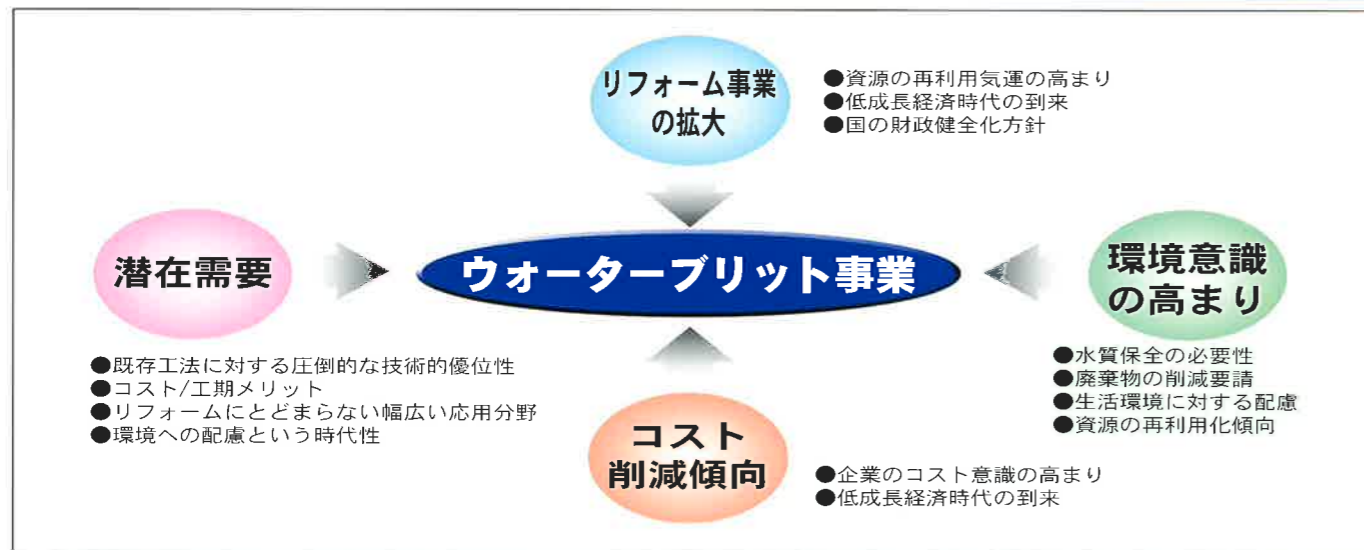 リフォーム事業
の拡大
●資源の再利用気運の高まり
●低成長経済時代の到来
●国の財政健全化方針
潜在需要
●既存工法に対する圧倒的な技術的優位性
●コスト/工期メリット
●リフォームにとどまらない幅広い応用分野
●環境への配慮という時代性
ウォーターブリット事業
環境意識
の高まり
●水質保全の必要性
●廃棄物の削減要請
●生活環境に対する配慮
●資源の再利用化傾向
コスト
削減傾向
●企業のコスト意識の高まり
●低成長経済時代の到来